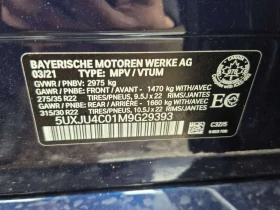 BAYERISCHE MOTOREN WERKE AG
03/21 TYPE: MPV / VTUM
GVWR / PNBV: 2975 kg
GAWR / PNBE: FRONT / AVANT - 1470 kg WITH/AVEC
275/35 R22 TIRES/PNEUS, 9.5J x 22 RIMS/JANTES
GAWR / PNBE: REAR / ARRIERE - 1660 kg WITH/AVEC
315/30 R22 TIRES/PNEUS, 10.5J x 22 RIMS/JANTES
5UXJU4C01M9G29393
EC
C32/5